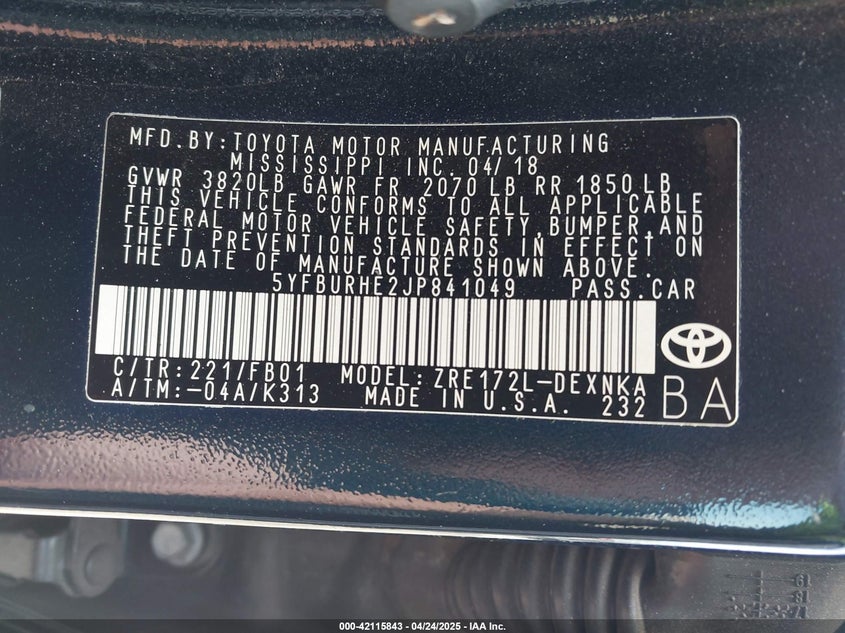 MFD.BY:TOYOTA MOTOR MANUFACTURING
MISSISSIPPI INC. 04/18
GVWR 3820LB GAWR FR 2070 LB RR 1850 LB
THIS VEHICLE CONFORMS TO ALL APPLICABLE
FEDERAL MOTOR VEHICLE SAFETY,BUMPER,AND
THEFT PREVENTION STANDARDS IN EFFECT ON
THE DATE OF MANUFACTURE SHOWN ABOVE.
5YFBURHE2JP841049 PASS.CAR
C/TR:221/FB01 MODEL:ZRE172L-DEXNKA
A/TM:-04A/K313 MADE IN U.S.A. 232
BA
000-42115843 - 04/24/2025 - IAA Inc.